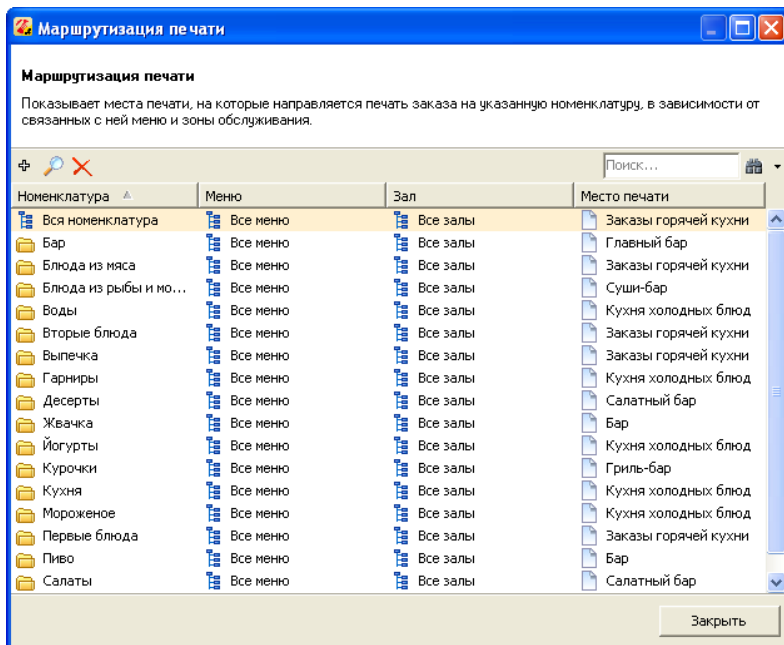 Маршрутизация печати
Маршрутизация печати
Показывает места печати, на которые направляется печать заказа на указанную номенклатуру, в зависимости от
связанных с ней меню и зоны обслуживания.
Поиск...
Номенклатура Меню Зал Место печати
Вся номенклатура Все меню Все залы Заказы горячей кухни
Бар Все меню Все залы Главный бар
Блюда из мяса Все меню Все залы Заказы горячей кухни
Блюда из рыбы и мо... Все меню Все залы Суши-бар
Воды Все меню Все залы Кухня холодных блюд
Вторые блюда Все меню Все залы Заказы горячей кухни
Выпечка Все меню Все залы Заказы горячей кухни
Гарниры Все меню Все залы Кухня холодных блюд
Десерты Все меню Все залы Салатный бар
Жвачка Все меню Все залы Бар
Йогурты Все меню Все залы Кухня холодных блюд
Курочки Все меню Все залы Гриль-бар
Кухня Все меню Все залы Кухня холодных блюд
Мороженое Все меню Все залы Кухня холодных блюд
Первые блюда Все меню Все залы Заказы горячей кухни
Пиво Все меню Все залы Бар
Салаты Все меню Все залы Салатный бар
Закрыть